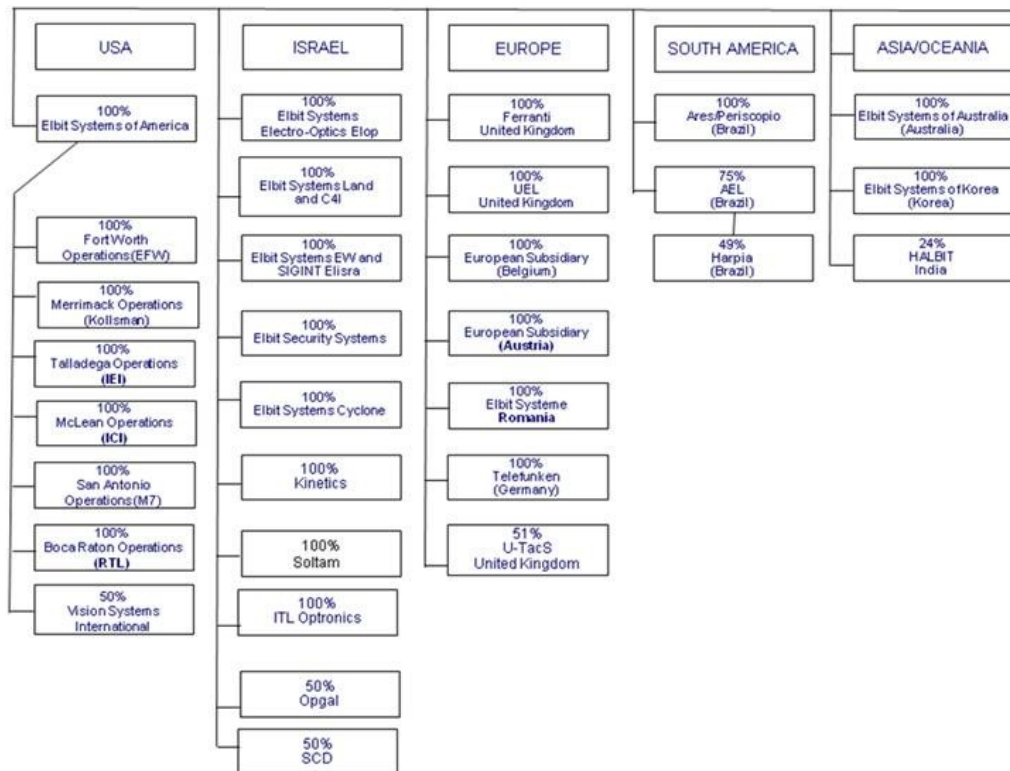 USA
ISRAEL
EUROPE
SOUTH AMERICA
ASIA/OCEANIA
100%
Elbit Systems of America
100%
Fort Worth
Operations (EFW)
100%
Merrimack Operations
(Kollsman)
100%
Talladega Operations
(IEI)
100%
McLean Operations
(ICI)
100%
San Antonio
Operations (M7)
100%
Boca Raton Operations
(RTL)
50%
Vision Systems
International
100%
Elbit Systems
Electro-Optics Elop
100%
Elbit Systems Land
and C4I
100%
Elbit Systems EW and
SIGINT Elisra
100%
Elbit Security Systems
100%
Elbit Systems Cyclone
100%
Kinetics
100%
Soltam
100%
ITL Optronics
50%
Opgal
50%
SCD
100%
Ferranti
United Kingdom
100%
UEL
United Kingdom
100%
European Subsidiary
(Belgium)
100%
European Subsidiary
(Austria)
100%
Elbit Systeme
Romania
100%
Telefunken
(Germany)
51%
U-TacS
United Kingdom
100%
Ares/Periscopio
(Brazil)
75%
AEL
(Brazil)
49%
Harpia
(Brazil)
100%
Elbit Systems of Australia
(Australia)
100%
Elbit Systems of Korea
(Korea)
24%
HALBIT
India